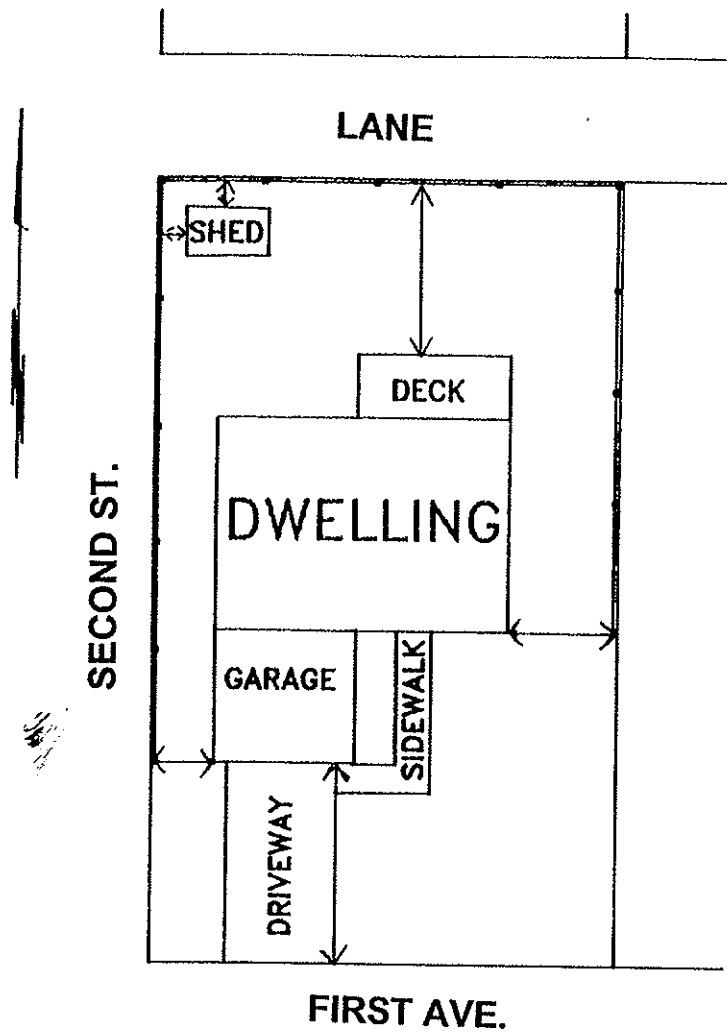 LANE
SHED
DECK
DWELLING
SECOND ST.
GARAGE
SIDEWALK
DRIVEWAY
FIRST AVE.